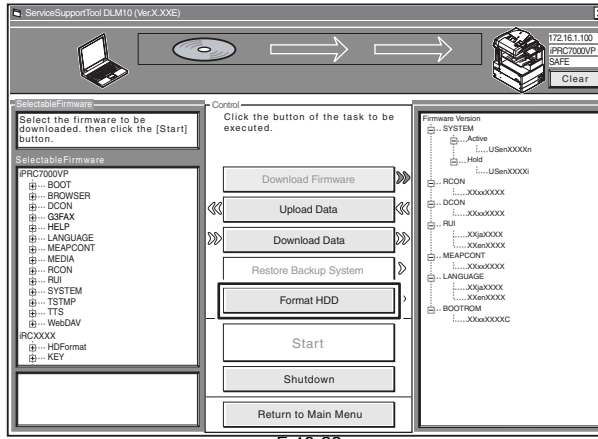 ServiceSupportTool DLM10 (Ver.X.XXE)
172.16.1.100
iPRC7000VP
SAFE
Clear
SelectableFirmware
Select the firmware to be
downloaded. then click the [Start]
button.
SelectableFirmware
iPRC7000VP
BOOT
BROWSER
DCON
G3FAX
HELP
LANGUAGE
MEAPCONT
MEDIA
RCON
RUI
SYSTEM
TSTMP
TTS
WebDAV
iRCXXXX
HDFormat
KEY
Control
Click the button of the task to be
executed.
Download Firmware
Upload Data
Download Data
Restore Backup System
Format HDD
Start
Shutdown
Return to Main Menu
Firmware Version
SYSTEM
Active
USenXXXXn
Hold
USenXXXXi
RCON
XXxxXXXX
DCON
XXxxXXXX
RUI
XXjaXXXX
XXenXXXX
MEAPCONT
XXxxXXXX
LANGUAGE
XXjaXXXX
XXenXXXX
BOOTROM
XXxxXXXXC